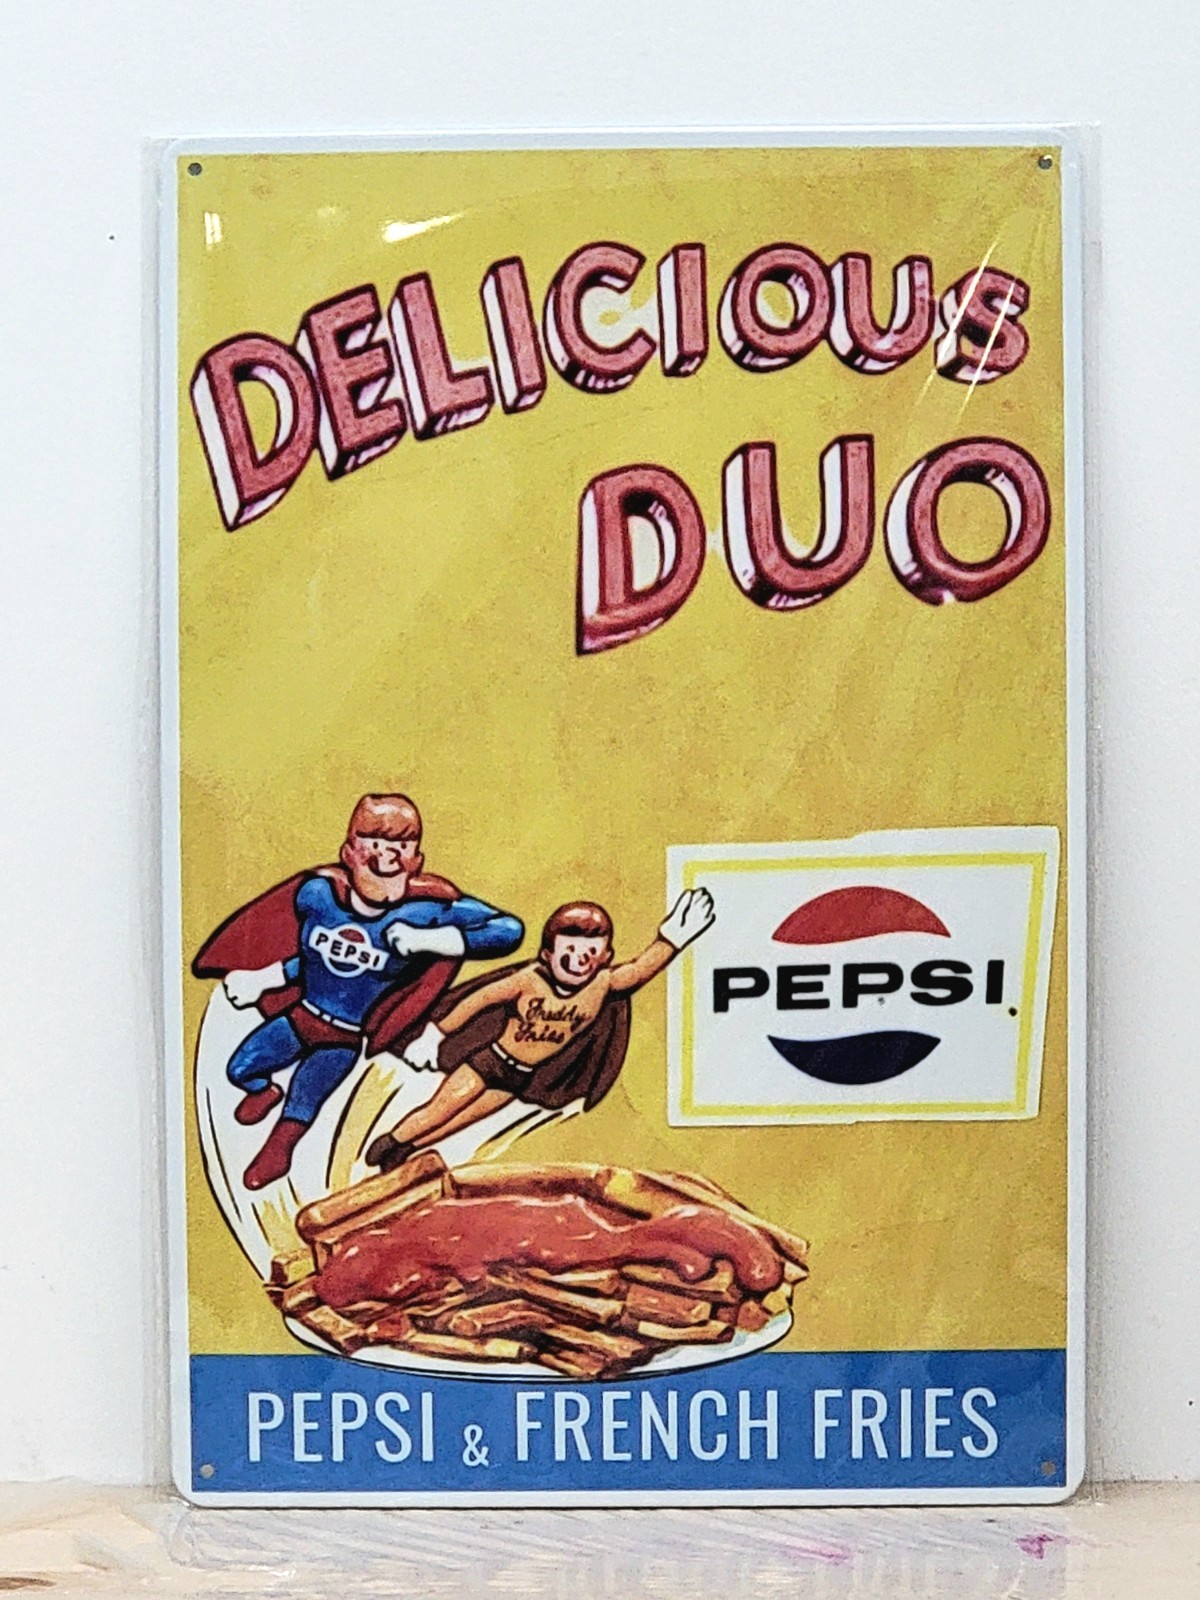 DELICIOUS
DUO
PEPSI
Freddy
Fries
PEPSI.
PEPSI & FRENCH FRIES